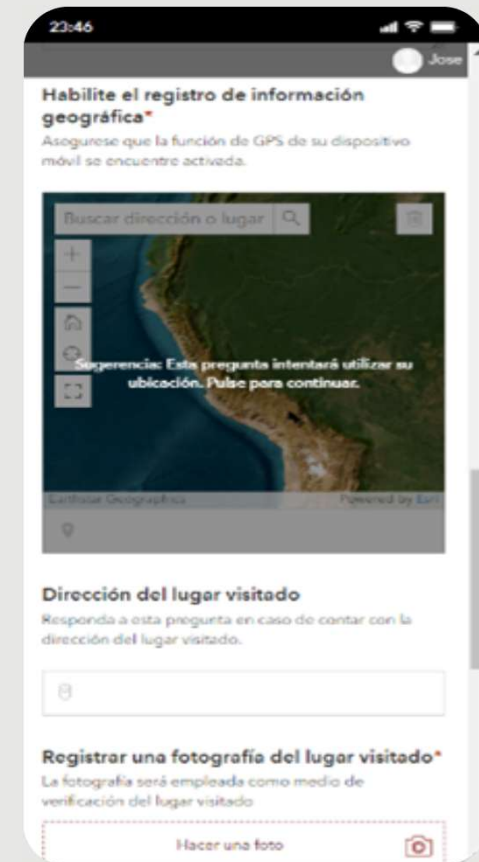 23:46
Jose
Habilite el registro de información
geográfica*
Asegurese que la función de GPS de su dispositivo
móvil se encuentre activada.
Buscar dirección o lugar
Sugerencia: Esta pregunta intentará utilizar su
ubicación. Pulse para continuar.
Earthstar Geographics
Powered by Esri
Dirección del lugar visitado
Responda a esta pregunta en caso de contar con la
dirección del lugar visitado.
Registrar una fotografía del lugar visitado*
La fotografía será empleada como medio de
verificación del lugar visitado
Hacer una foto